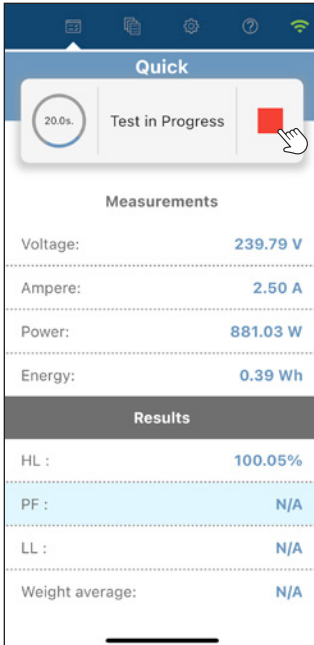 Quick
20.0s. Test in Progress
Measurements
Voltage: 239.79 V
Ampere: 2.50 A
Power: 881.03 W
Energy: 0.39 Wh
Results
HL : 100.05%
PF : N/A
LL : N/A
Weight average: N/A